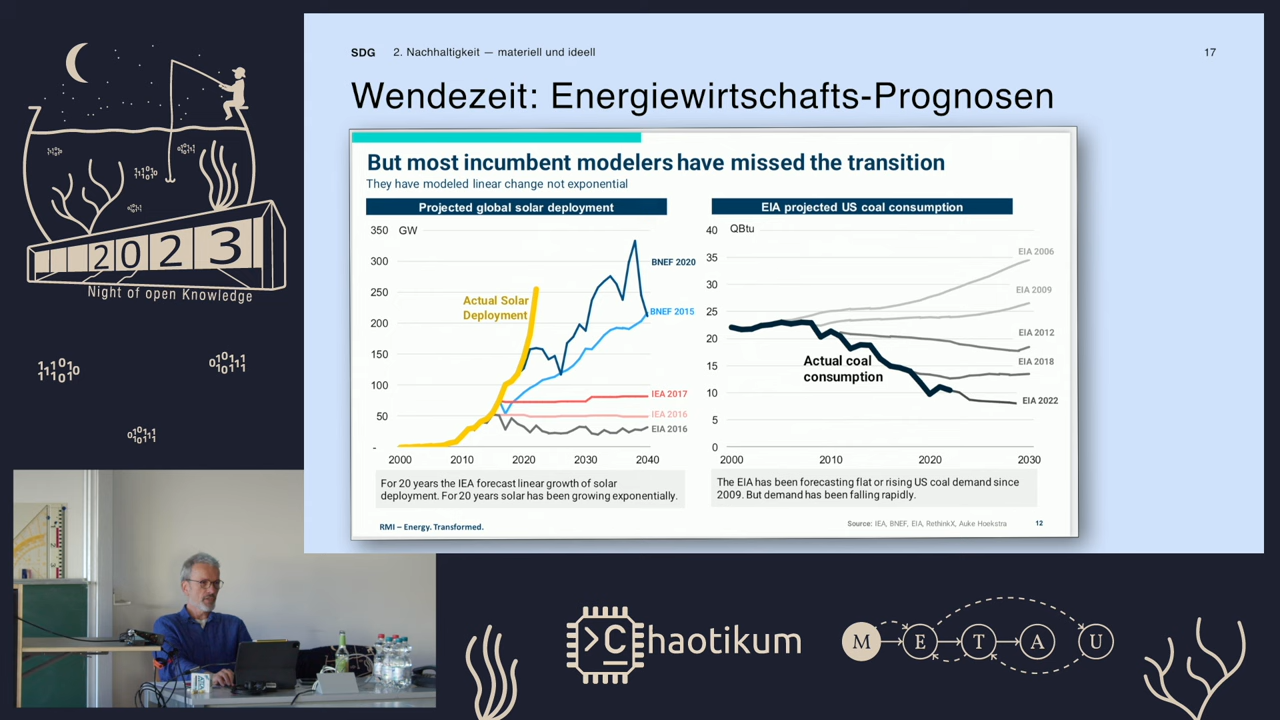 SDG 2. Nachhaltigkeit — materiell und ideell 17
Wendezeit: Energiewirtschafts-Prognosen
But most incumbent modelers have missed the transition
They have modeled linear change not exponential
Projected global solar deployment
350 GW
300
250
200
150
100
50
-
2000 2010 2020 2030 2040
Actual Solar
Deployment
BNEF 2020
BNEF 2015
IEA 2017
IEA 2016
EIA 2016
For 20 years the IEA forecast linear growth of solar
deployment. For 20 years solar has been growing exponentially.
EIA projected US coal consumption
40 QBtu
35
30
25
20
15
10
5
0
2000 2010 2020 2030
EIA 2006
EIA 2009
EIA 2012
EIA 2018
EIA 2022
Actual coal
consumption
The EIA has been forecasting flat or rising US coal demand since
2009. But demand has been falling rapidly.
RMI – Energy. Transformed.
Source: IEA, BNEF, EIA, RethinkX, Auke Hoekstra 12
2023
Night of open Knowledge
>C haotikum
M E T A U